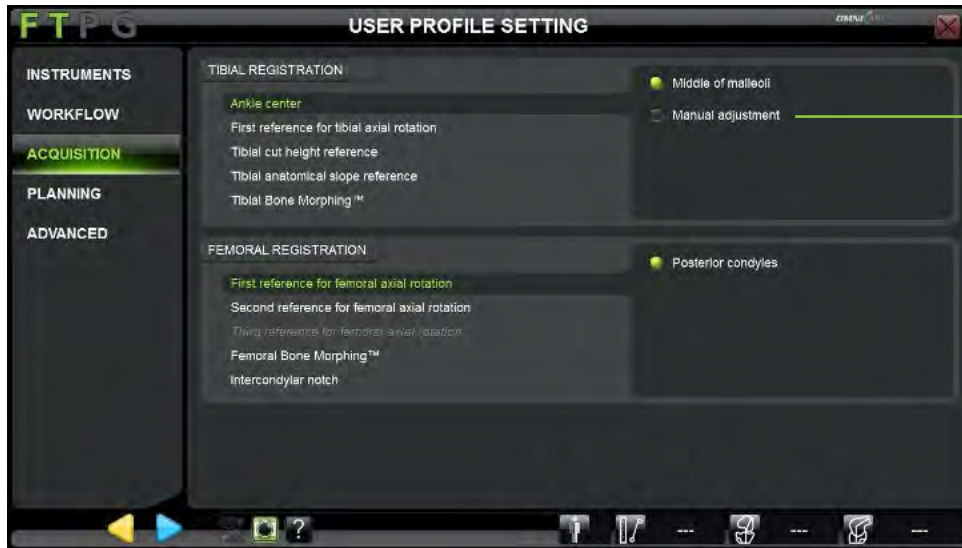 FTPG
USER PROFILE SETTING
INSTRUMENTS
WORKFLOW
ACQUISITION
PLANNING
ADVANCED
TIBIAL REGISTRATION
Ankle center
First reference for tibial axial rotation
Tibial cut height reference
Tibial anatomical slope reference
Tibial Bone Morphing™
Middle of malleoli
Manual adjustment
FEMORAL REGISTRATION
First reference for femoral axial rotation
Second reference for femoral axial rotation
Third reference for femoral axial rotation
Femoral Bone Morphing™
Intercondylar notch
Posterior condyles
?
---
---
---